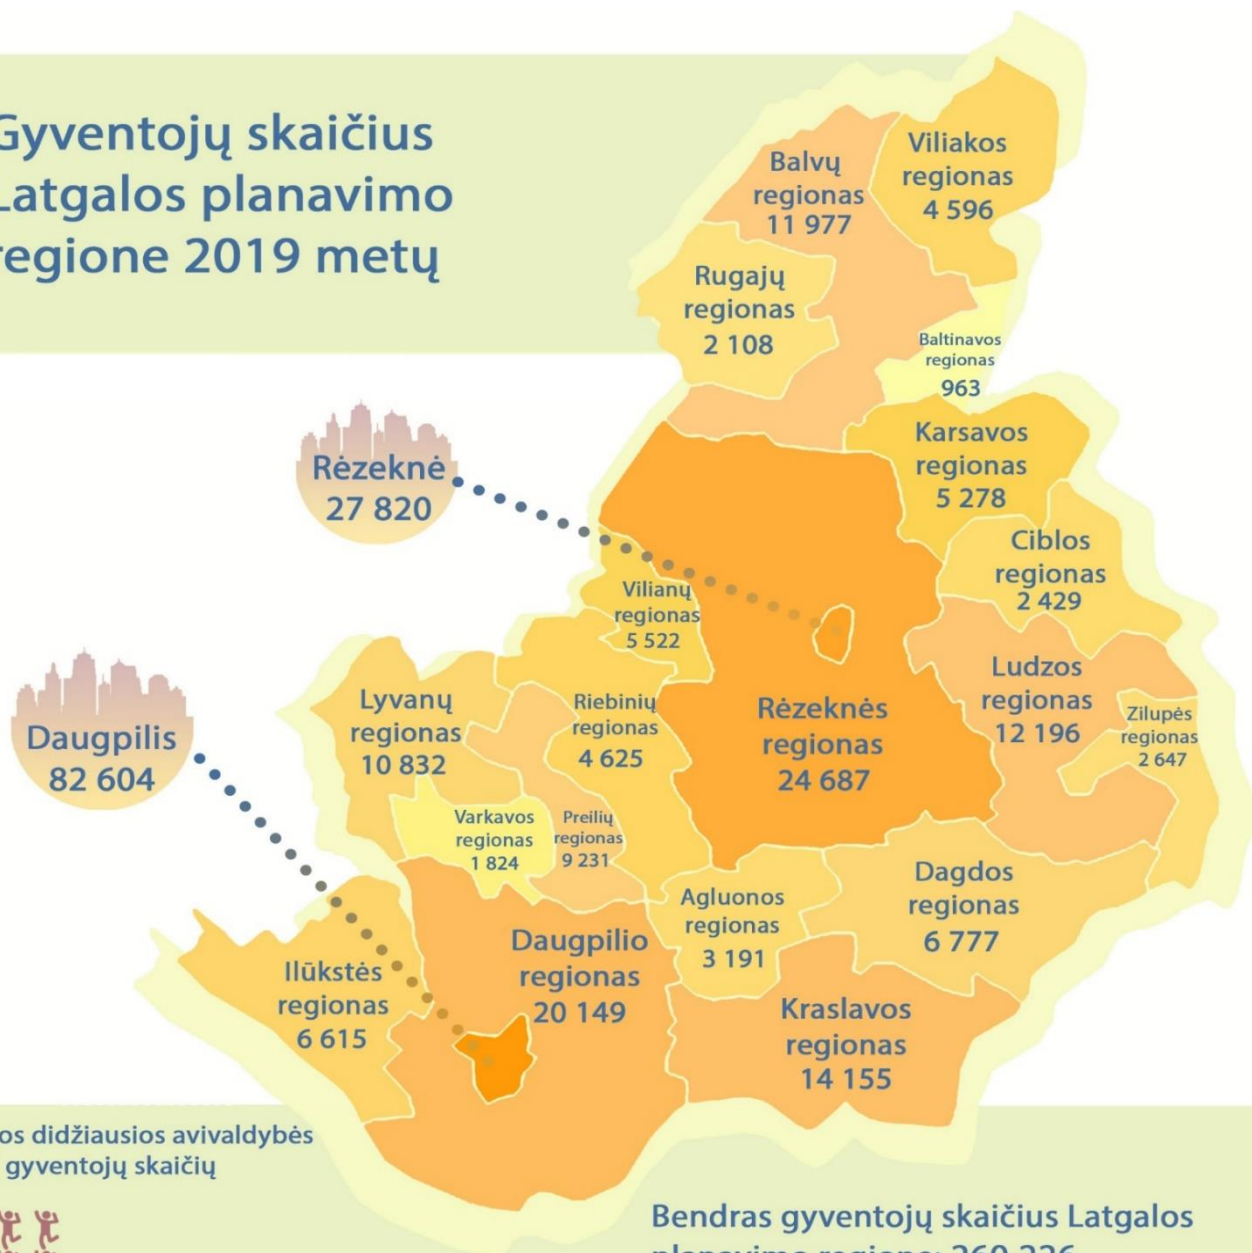 Gyventojų skaičius
Latgalos planavimo
regione 2019 metų
Balvų
regionas
11 977
Viliakos
regionas
4 596
Rugajų
regionas
2 108
Baltinavos
regionas
963
Karsavos
regionas
5 278
Rėzeknė
27 820
Ciblos
regionas
2 429
Vilianų
regionas
5 522
Ludzos
regionas
12 196
Zilupės
regionas
2 647
Lyvanų
regionas
10 832
Riebinių
regionas
4 625
Rėzeknės
regionas
24 687
Daugpilis
82 604
Varkavos
regionas
1 824
Preilių
regionas
9 231
Agluonos
regionas
3 191
Dagdos
regionas
6 777
Daugpilio
regionas
20 149
Ilūkstės
regionas
6 615
Kraslavos
regionas
14 155
os didžiausios avivaldybės
gyventojų skaičių
Bendras gyventojų skaičius Latgalos
planavimo regione: